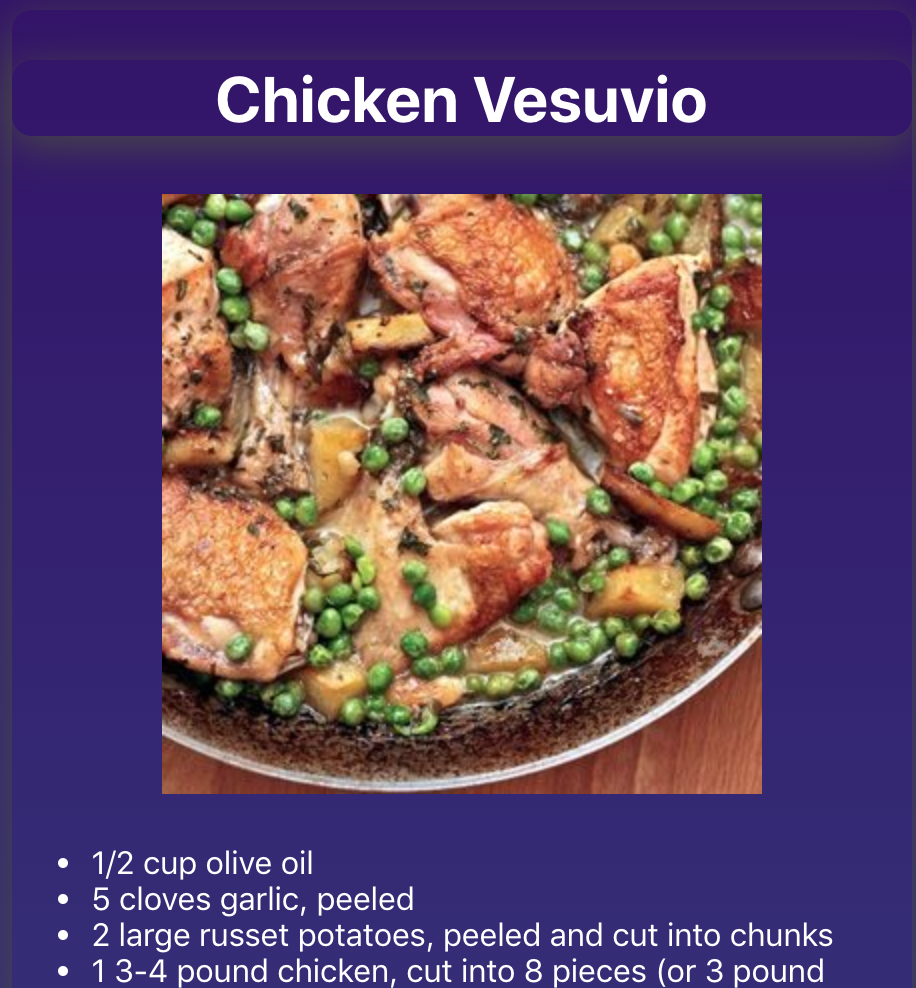 Chicken Vesuvio
• 1/2 cup olive oil
• 5 cloves garlic, peeled
• 2 large russet potatoes, peeled and cut into chunks
• 1 3-4 pound chicken, cut into 8 pieces (or 3 pound